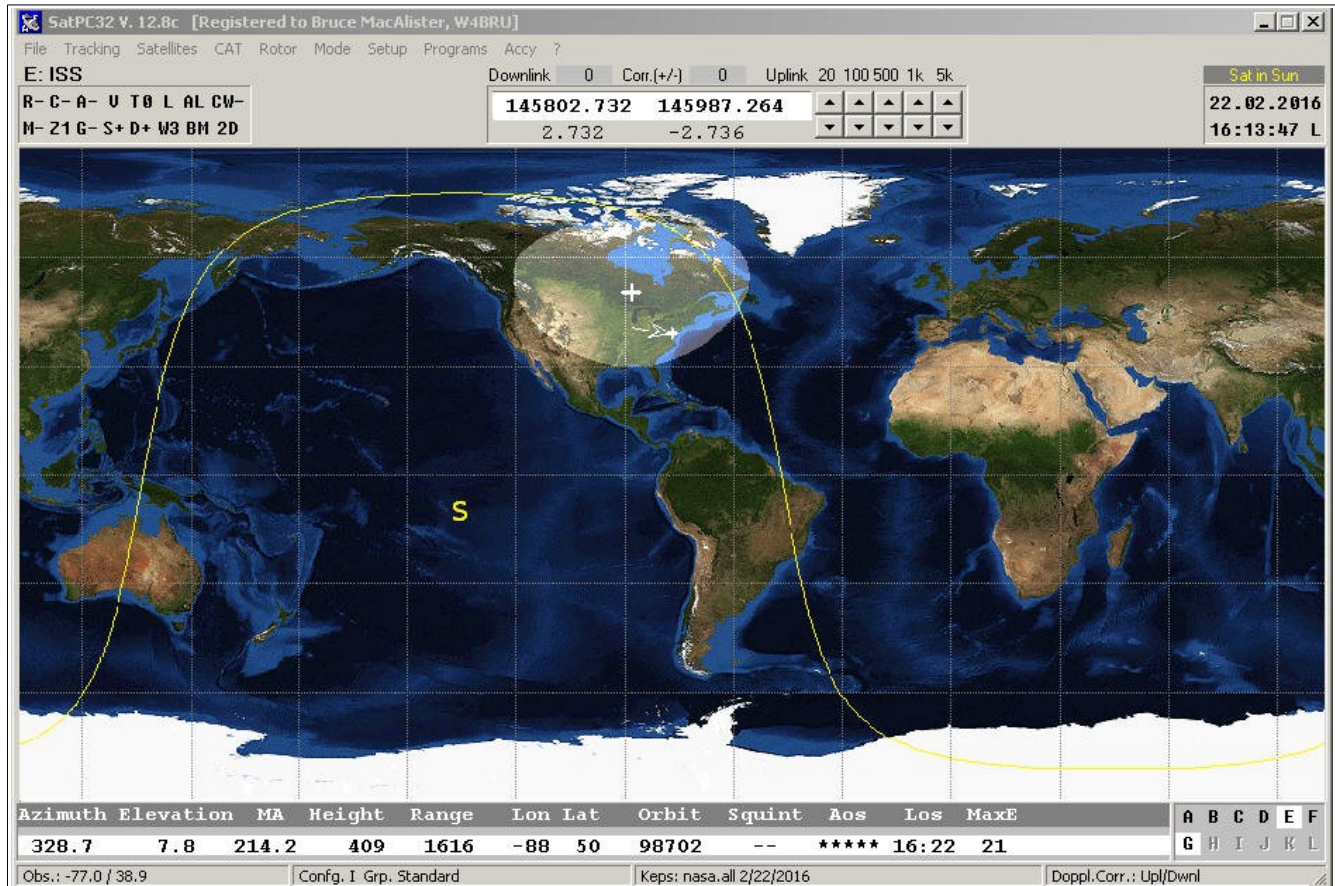 SatPC32 V. 12.8c [Registered to Bruce MacAlister, W4BRU]
File Tracking Satellites CAT Rotor Mode Setup Programs Accy ?
E: ISS
Downlink 0 Corr.(+/-) 0 Uplink 20 100 500 1k 5k
Sat in Sun
R- C- A- V T0 L AL CW-
145802.732 145987.264
22.02.2016
M- Z1 G- S+ D+ W3 BM 2D
2.732 -2.736
16:13:47 L
S
Azimuth Elevation MA Height Range Lon Lat Orbit Squint Aos Los MaxE
A B C D E F
328.7 7.8 214.2 409 1616 -88 50 98702 -- ***** 16:22 21
G H I J K L
Obs.: -77.0 / 38.9 Confg. I Grp. Standard Keps: nasa.all 2/22/2016 Doppl.Corr.: Upl/Dwnl